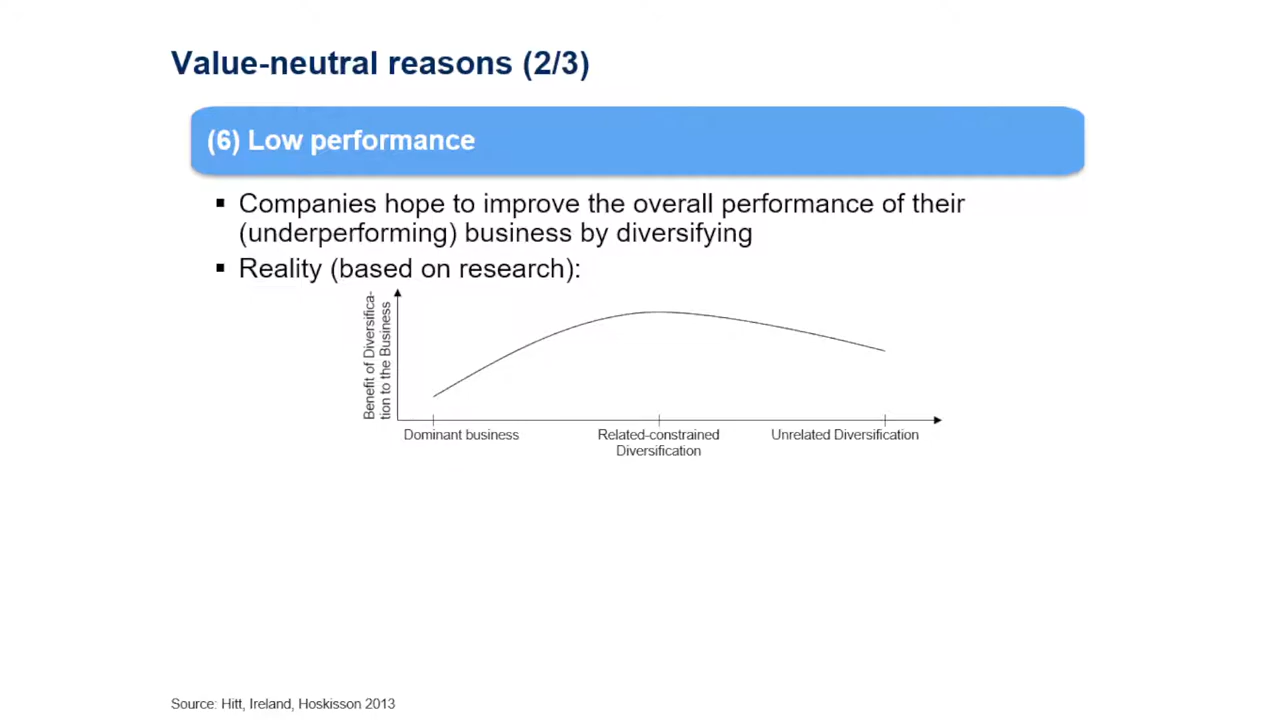 Value-neutral reasons (2/3)
(6) Low performance
▪ Companies hope to improve the overall performance of their
(underperforming) business by diversifying
▪ Reality (based on research):
Benefit of Diversifica-
tion to the Business
Dominant business
Related-constrained
Diversification
Unrelated Diversification
Source: Hitt, Ireland, Hoskisson 2013